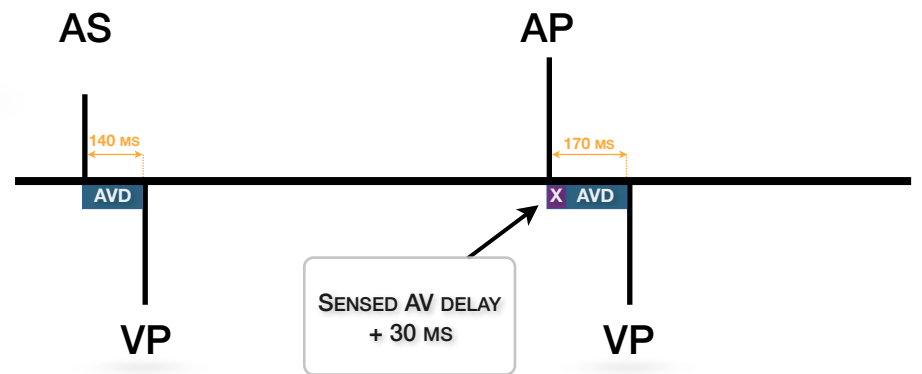 AS
AP
140 MS
170 MS
AVD
X AVD
SENSED AV DELAY
+ 30 MS
VP
VP